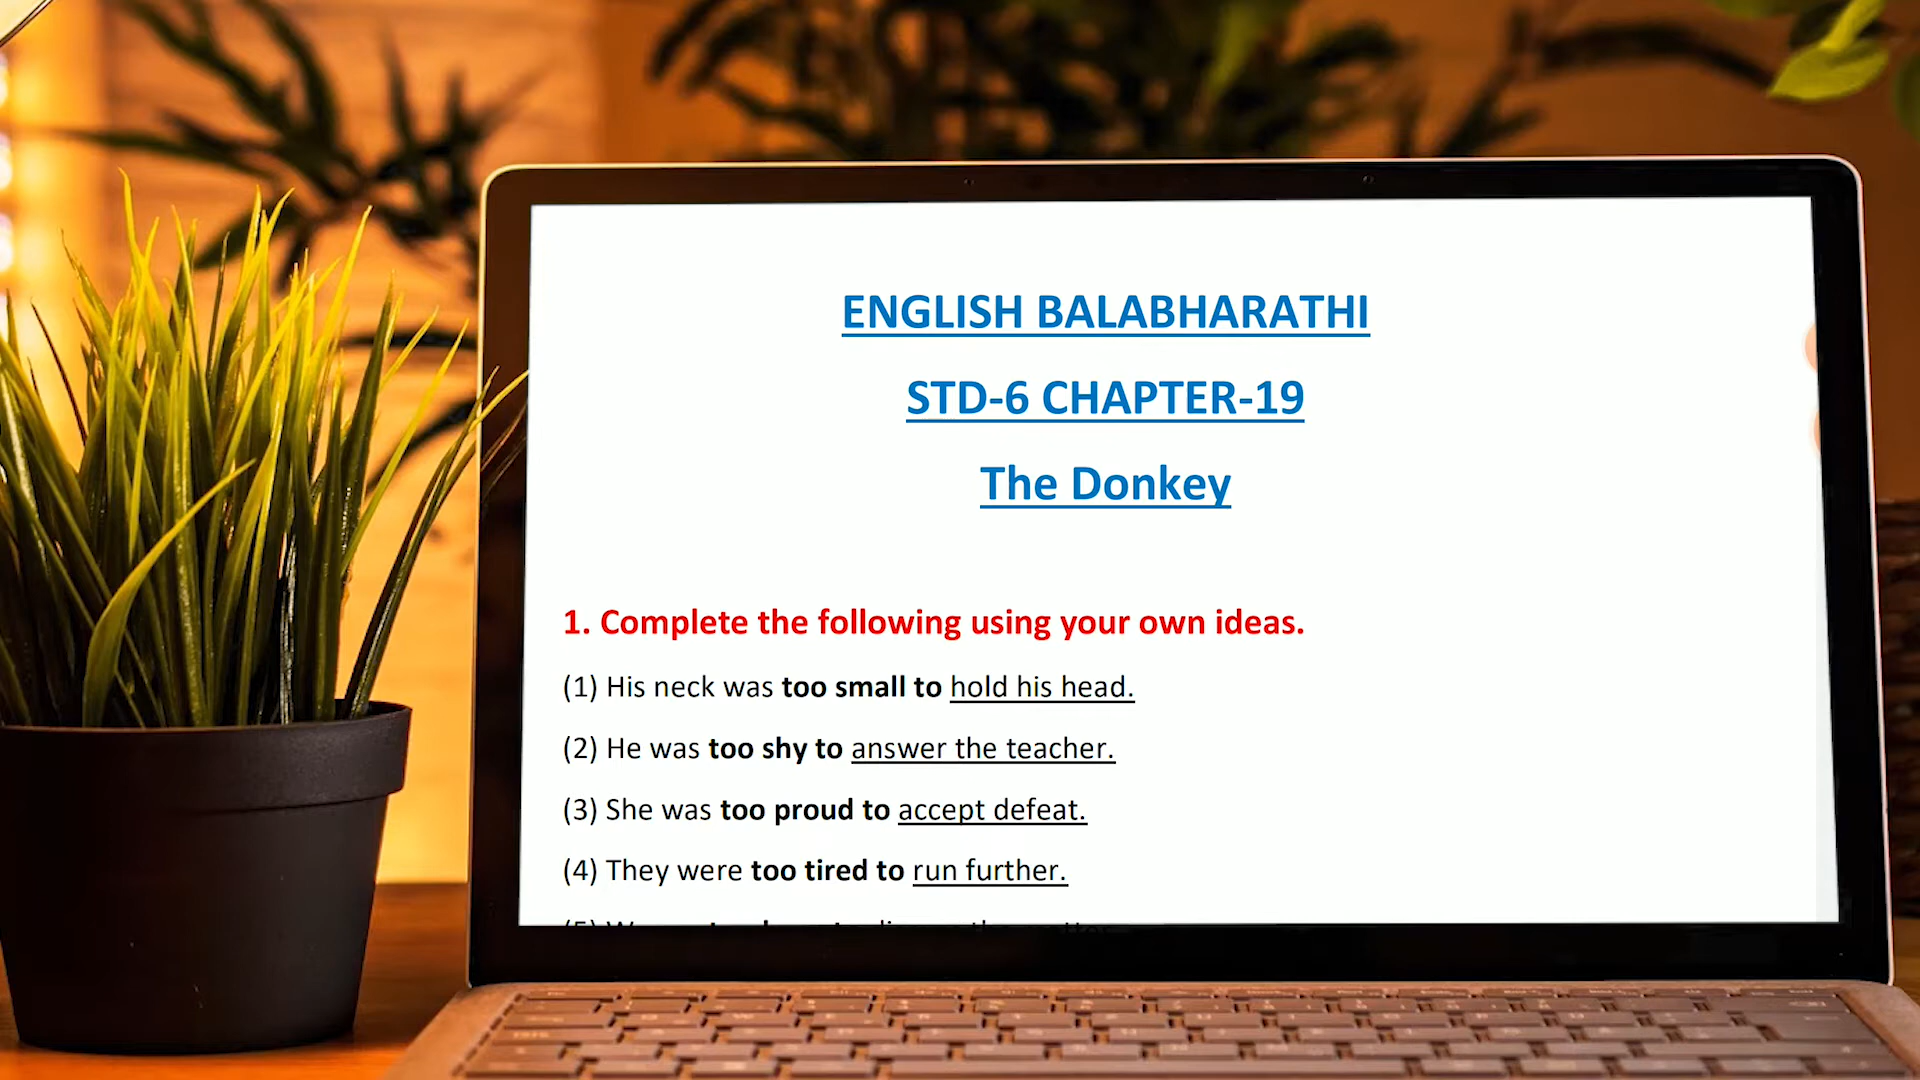 ENGLISH BALABHARATHI
STD-6 CHAPTER-19
The Donkey
1. Complete the following using your own ideas.
(1) His neck was too small to hold his head.
(2) He was too shy to answer the teacher.
(3) She was too proud to accept defeat.
(4) They were too tired to run further.
(5)